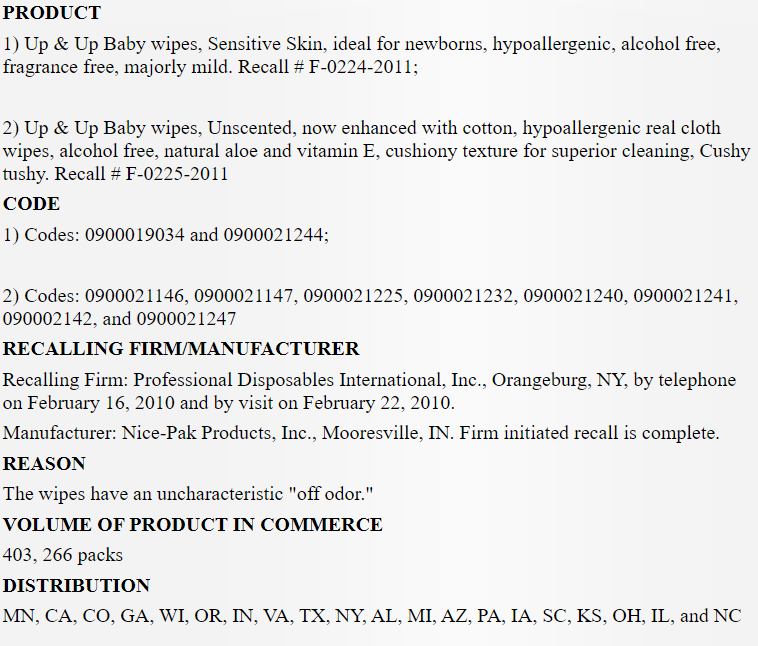 PRODUCT
1) Up & Up Baby wipes, Sensitive Skin, ideal for newborns, hypoallergenic, alcohol free,
fragrance free, majorly mild. Recall # F-0224-2011;
2) Up & Up Baby wipes, Unscented, now enhanced with cotton, hypoallergenic real cloth
wipes, alcohol free, natural aloe and vitamin E, cushiony texture for superior cleaning, Cushy
tushy. Recall # F-0225-2011
CODE
1) Codes: 0900019034 and 0900021244;
2) Codes: 0900021146, 0900021147, 0900021225, 0900021232, 0900021240, 0900021241,
090002142, and 0900021247
RECALLING FIRM/MANUFACTURER
Recalling Firm: Professional Disposables International, Inc., Orangeburg, NY, by telephone
on February 16, 2010 and by visit on February 22, 2010.
Manufacturer: Nice-Pak Products, Inc., Mooresville, IN. Firm initiated recall is complete.
REASON
The wipes have an uncharacteristic "off odor."
VOLUME OF PRODUCT IN COMMERCE
403, 266 packs
DISTRIBUTION
MN, CA, CO, GA, WI, OR, IN, VA, TX, NY, AL, MI, AZ, PA, IA, SC, KS, OH, IL, and NC